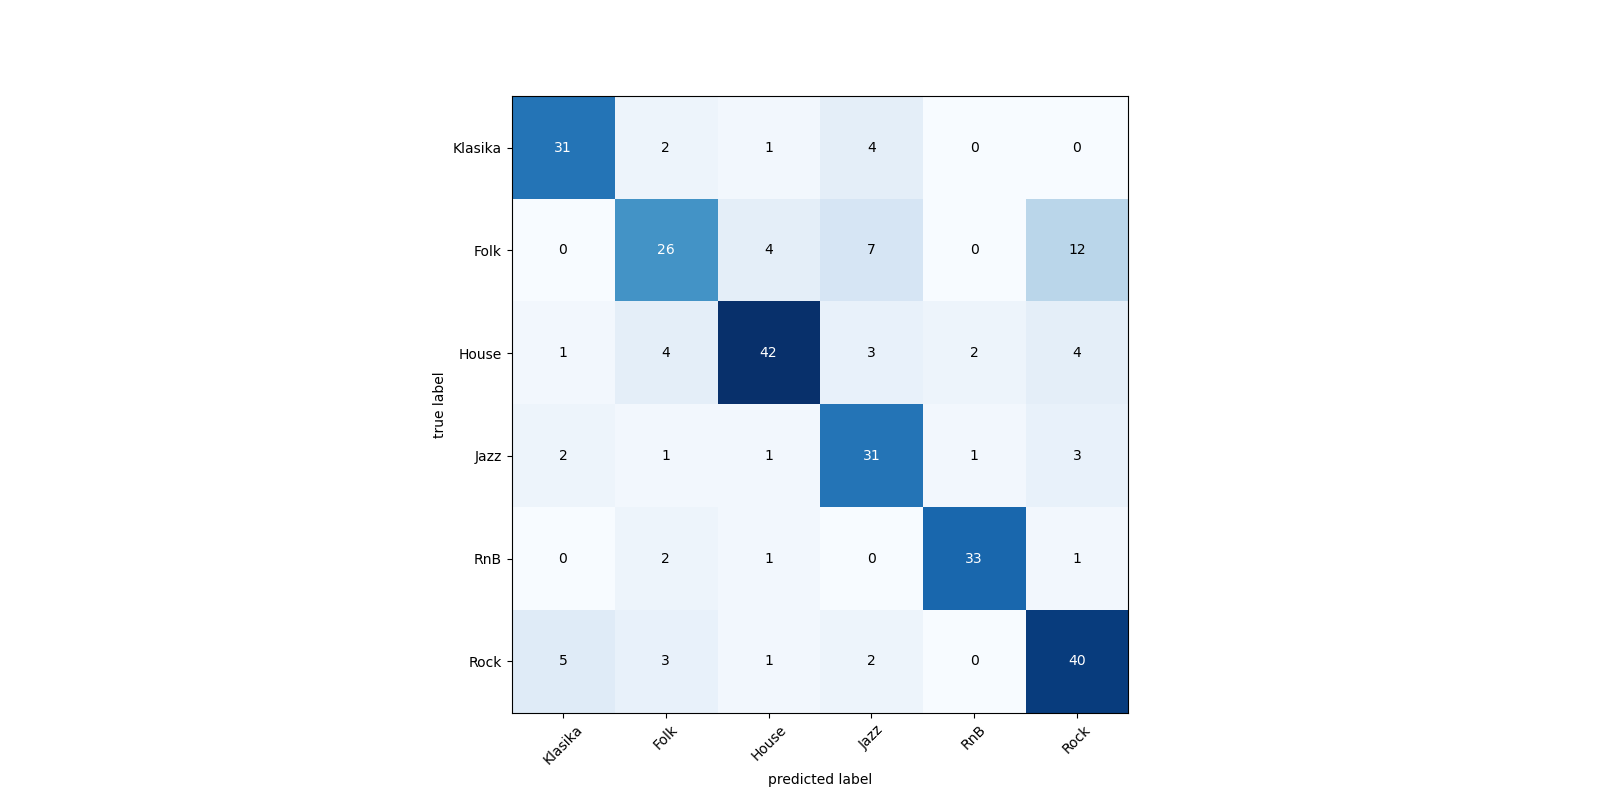 Klasika 31 2 1 4 0 0
Folk 0 26 4 7 0 12
House 1 4 42 3 2 4
Jazz 2 1 1 31 1 3
RnB 0 2 1 0 33 1
Rock 5 3 1 2 0 40
true label
Klasika Folk House Jazz RnB Rock
predicted label